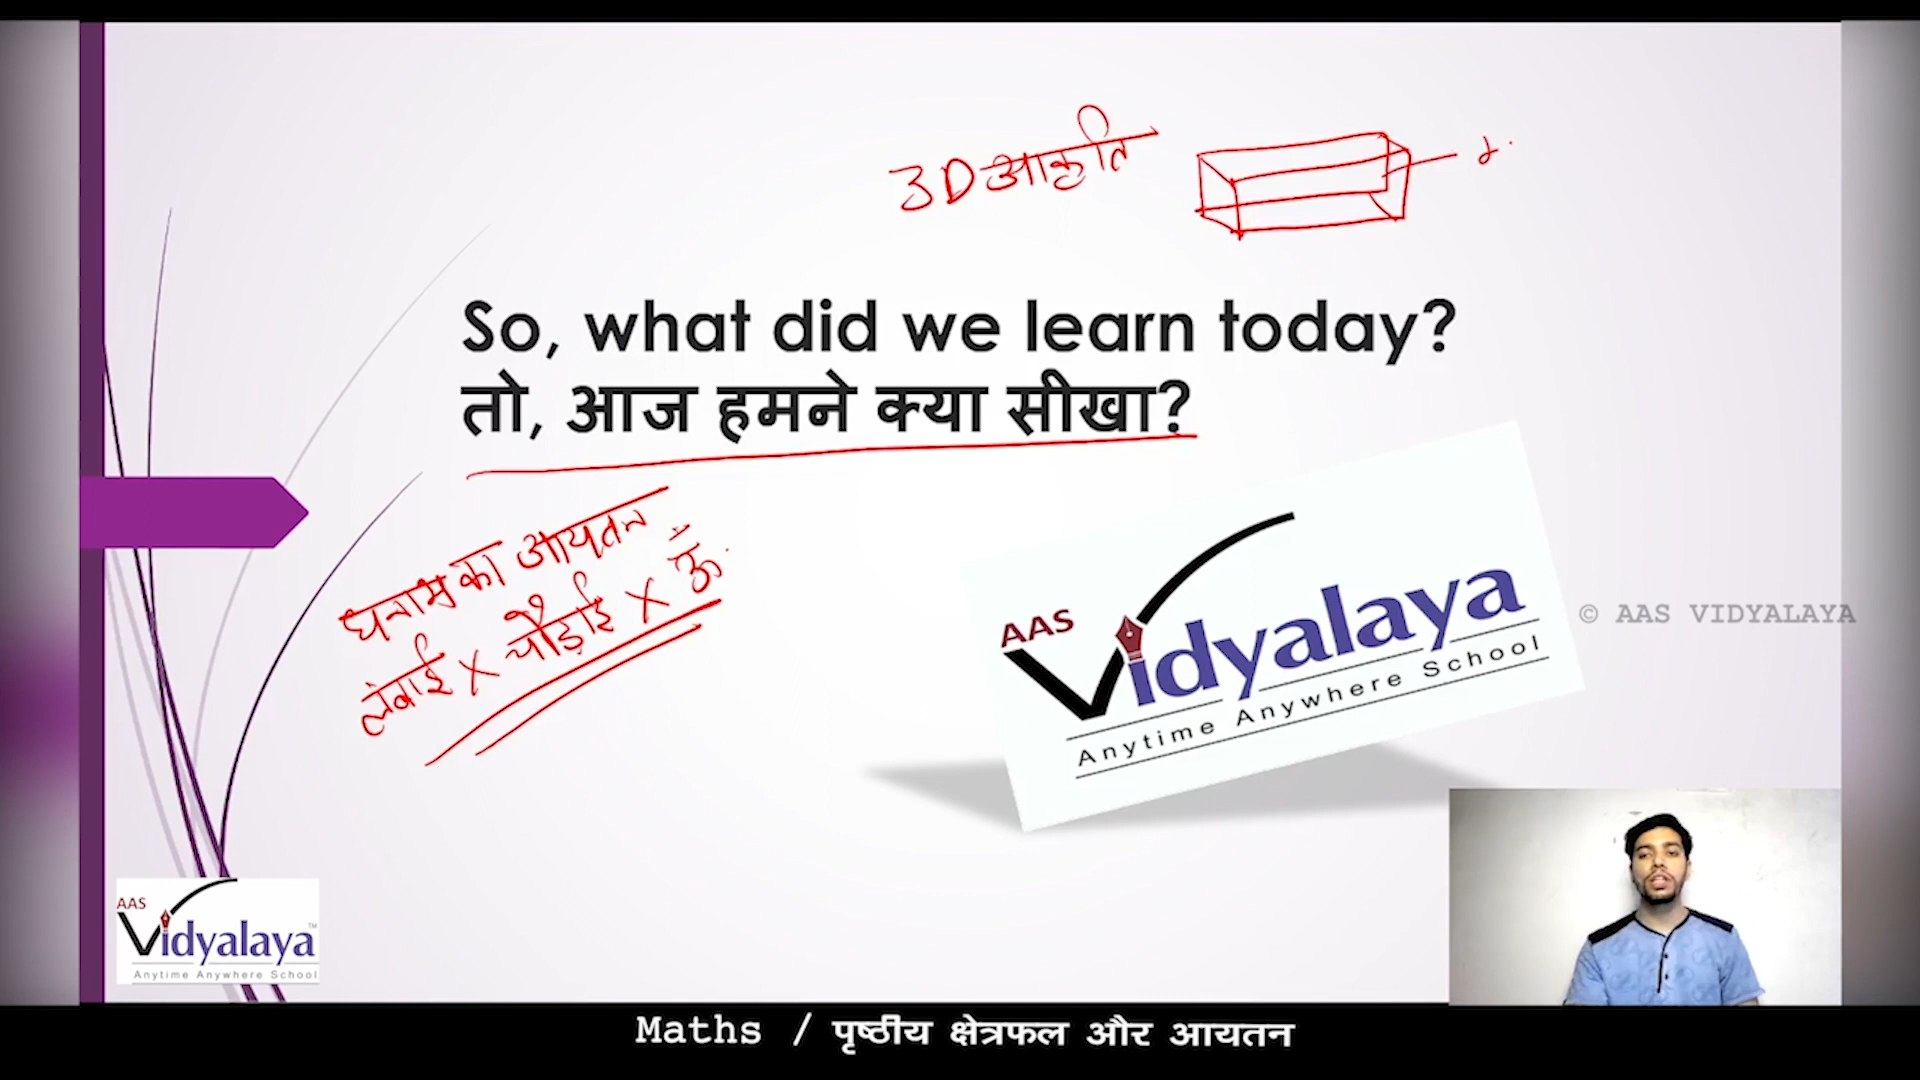 3D आकृति
So, what did we learn today?
तो, आज हमने क्या सीखा?
घनाभ का आयतन
लंबाई X चौड़ाई X ऊँ.
AAS
Vidyalaya
Anytime Anywhere School
© AAS VIDYALAYA
AAS
Vidyalaya™
Anytime Anywhere School
Maths / पृष्ठीय क्षेत्रफल और आयतन